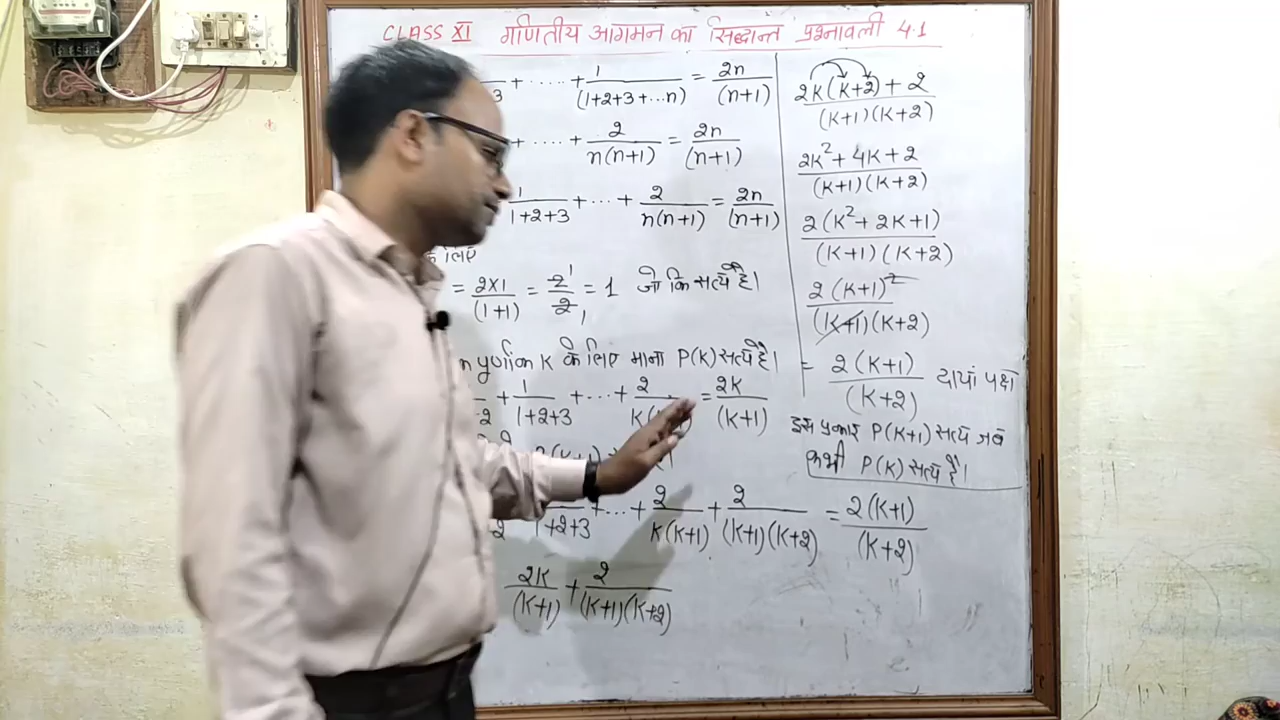 CLASS XI गणितीय आगमन का सिद्धान्त प्रश्नावली 4.1
3 + ..... + 1/(1+2+3+...n) = 2n/(n+1)
+ .... + 2/n(n+1) = 2n/(n+1)
1/1+2+3 + ... + 2/n(n+1) = 2n/(n+1)
के लिए
= 2×1/(1+1) = 2/2 = 1 जो कि सत्य है।
पूर्णांक K के लिए माना P(K) सत्य है।
2 + 1/1+2+3 + ... + 2/ = 2K/(K+1)
2 1+2+3 + ... + 2/K(K+1) + 2/(K+1)(K+2) = 2(K+1)/(K+2)
2K/(K+1) + 2/(K+1)(K+2)
2K(K+2)+2/(K+1)(K+2)
2K²+4K+2/(K+1)(K+2)
2(K²+2K+1)/(K+1)(K+2)
2(K+1)²/(K+1)(K+2)
= 2(K+1)/(K+2) दायां पक्ष
इस प्रकार P(K+1) सत्य जब
कभी P(K) सत्य है।